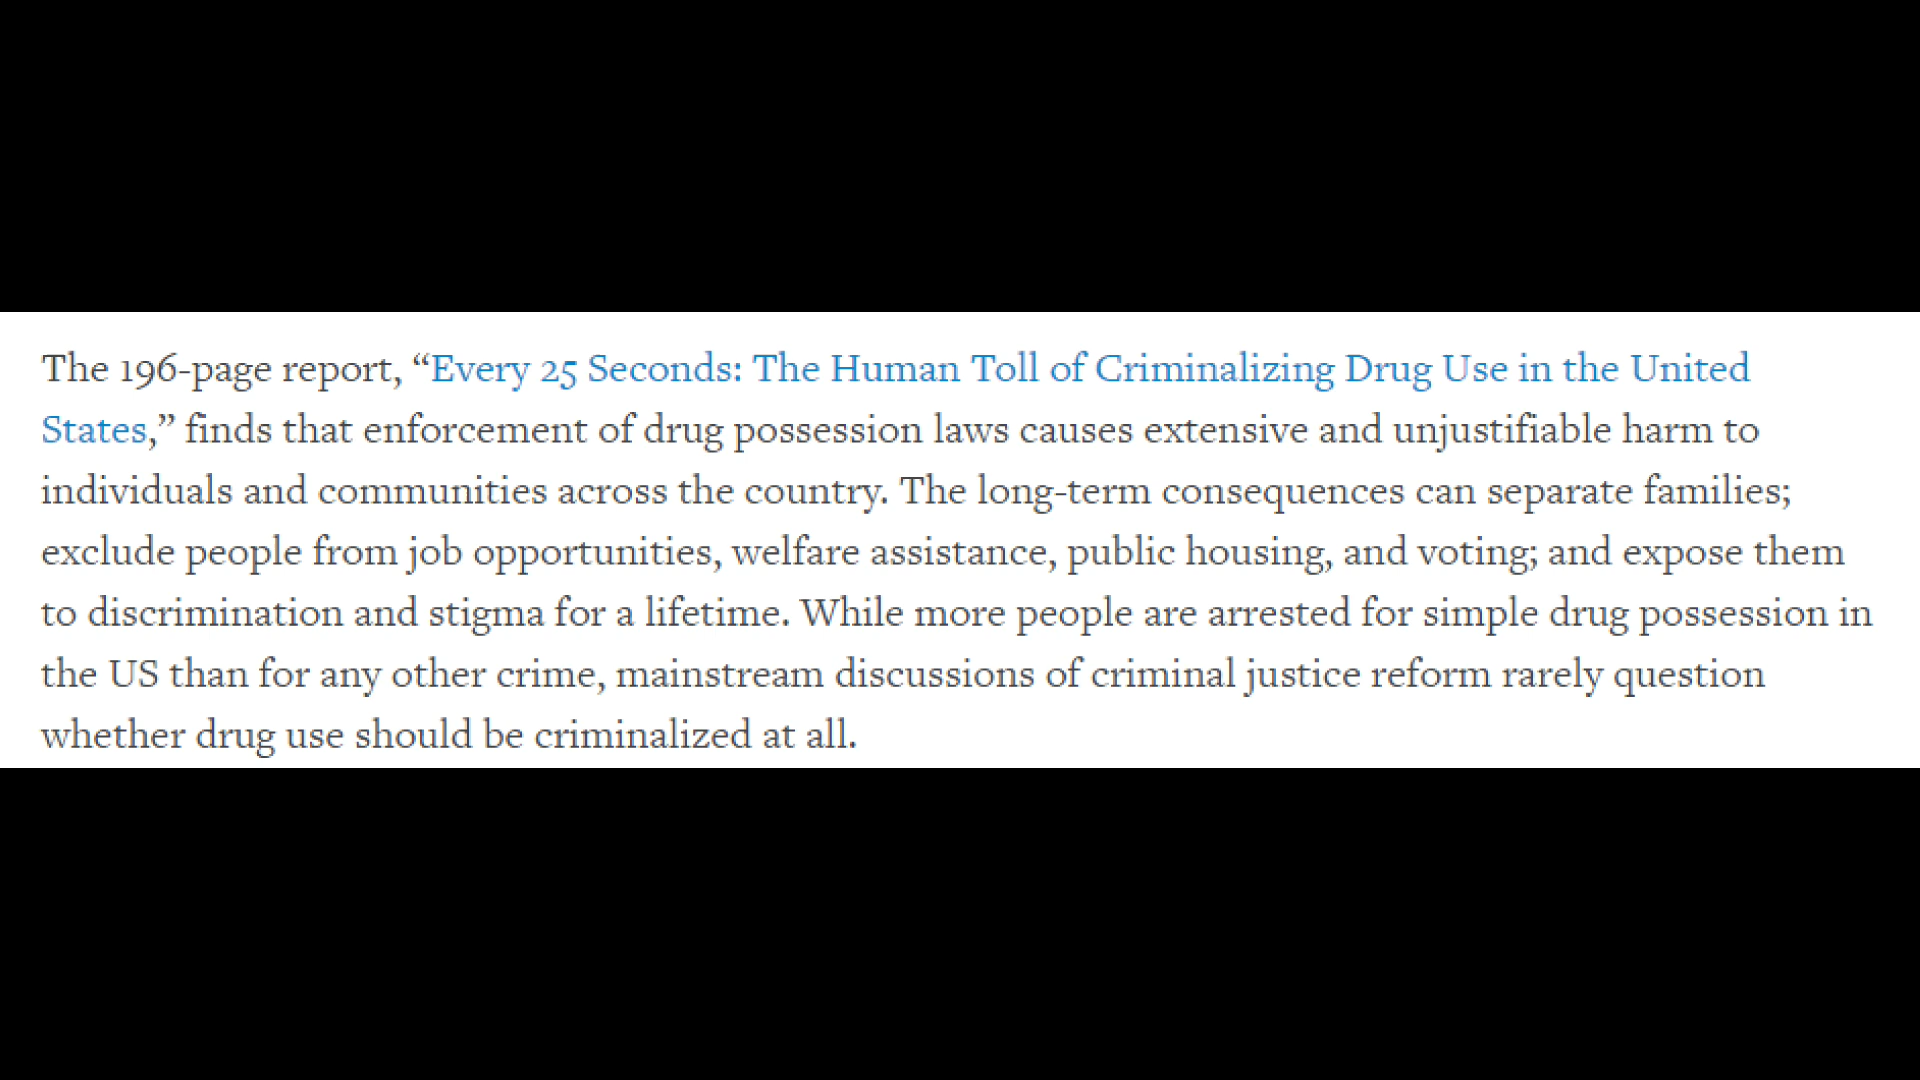 The 196-page report, “Every 25 Seconds: The Human Toll of Criminalizing Drug Use in the United
States,” finds that enforcement of drug possession laws causes extensive and unjustifiable harm to
individuals and communities across the country. The long-term consequences can separate families;
exclude people from job opportunities, welfare assistance, public housing, and voting; and expose them
to discrimination and stigma for a lifetime. While more people are arrested for simple drug possession in
the US than for any other crime, mainstream discussions of criminal justice reform rarely question
whether drug use should be criminalized at all.